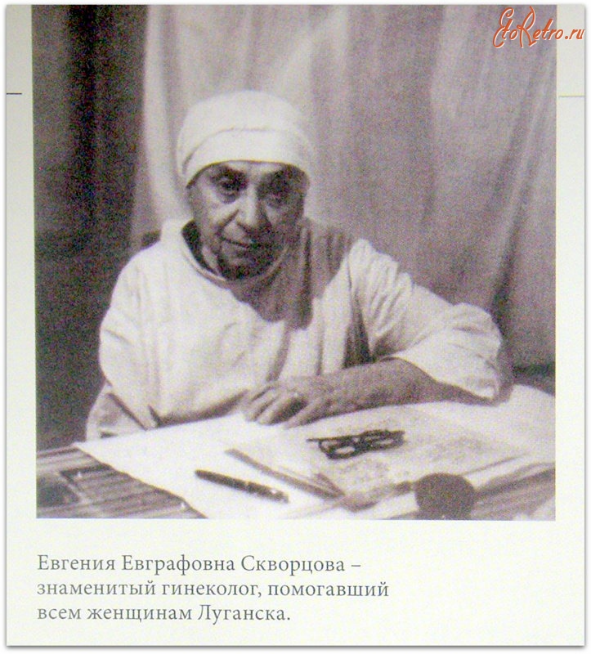 EtoRetro.ru
Евгения Евграфовна Скворцова –
знаменитый гинеколог, помогавший
всем женщинам Луганска.